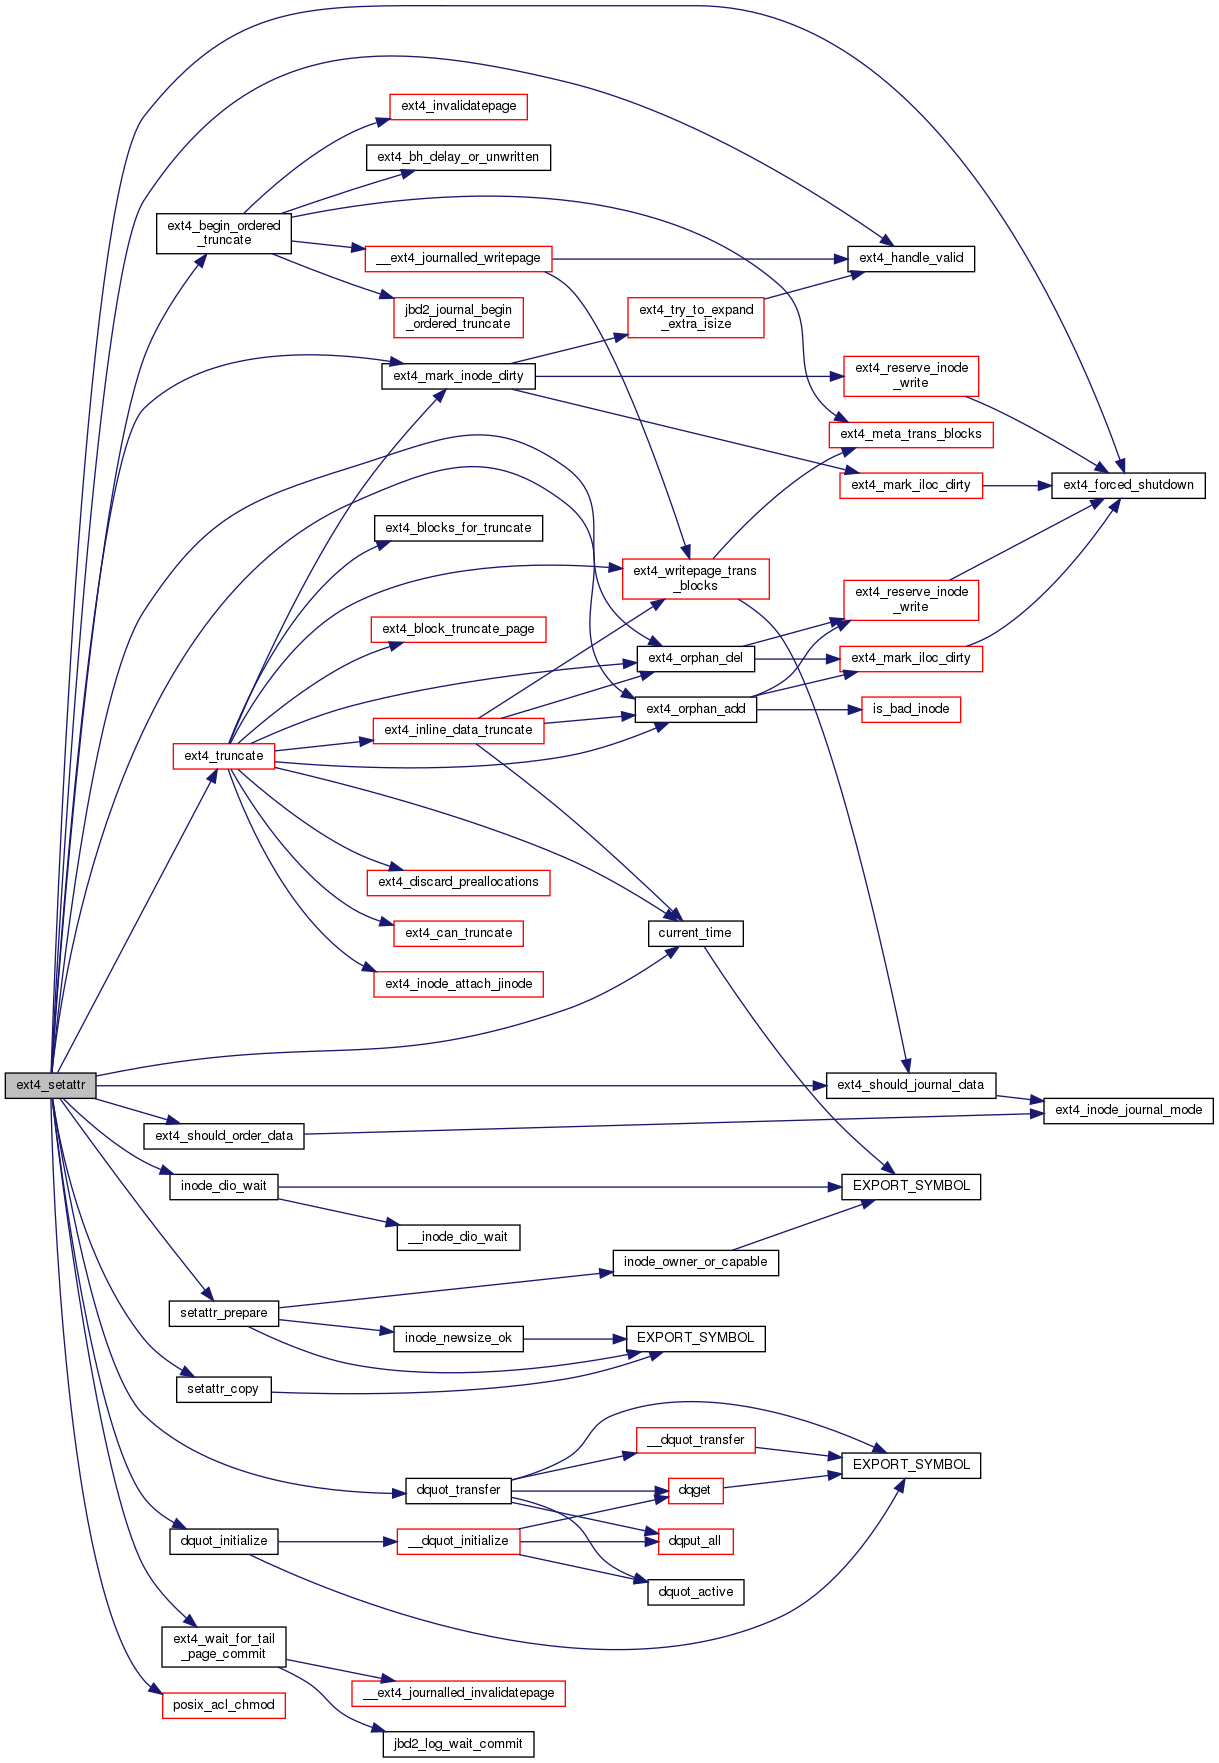 ext4_invalidatepage
ext4_bh_delay_or_unwritten
ext4_begin_ordered
_truncate
__ext4_journalled_writepage
ext4_handle_valid
jbd2_journal_begin
_ordered_truncate
ext4_try_to_expand
_extra_isize
ext4_mark_inode_dirty
ext4_reserve_inode
_write
ext4_meta_trans_blocks
ext4_mark_iloc_dirty
ext4_forced_shutdown
ext4_blocks_for_truncate
ext4_writepage_trans
_blocks
ext4_reserve_inode
_write
ext4_block_truncate_page
ext4_orphan_del
ext4_mark_iloc_dirty
ext4_orphan_add
is_bad_inode
ext4_inline_data_truncate
ext4_truncate
ext4_discard_preallocations
ext4_can_truncate
current_time
ext4_inode_attach_jinode
ext4_setattr
ext4_should_journal_data
ext4_inode_journal_mode
ext4_should_order_data
inode_dio_wait
EXPORT_SYMBOL
__inode_dio_wait
inode_owner_or_capable
setattr_prepare
inode_newsize_ok
EXPORT_SYMBOL
setattr_copy
__dquot_transfer
EXPORT_SYMBOL
dquot_transfer
dqget
dquot_initialize
__dquot_initialize
dqput_all
dquot_active
ext4_wait_for_tail
_page_commit
__ext4_journalled_invalidatepage
posix_acl_chmod
jbd2_log_wait_commit